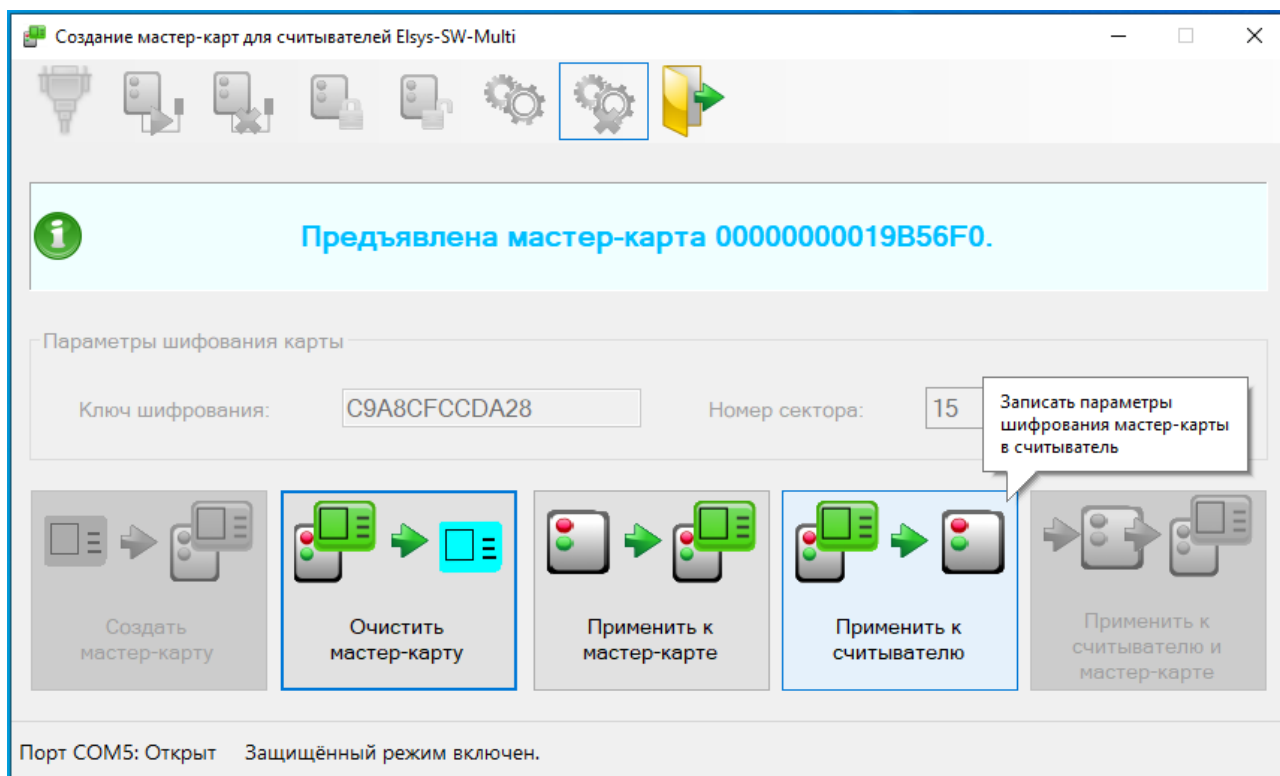 Создание мастер-карт для считывателей Elsys-SW-Multi
Предъявлена мастер-карта 00000000019B56F0.
Параметры шифования карты
Ключ шифрования: C9A8CFCCDA28 Номер сектора: 15
Записать параметры
шифрования мастер-карты
в считыватель
Создать
мастер-карту
Очистить
мастер-карту
Применить к
мастер-карте
Применить к
считывателю
Применить к
считывателю и
мастер-карте
Порт COM5: Открыт Защищённый режим включен.